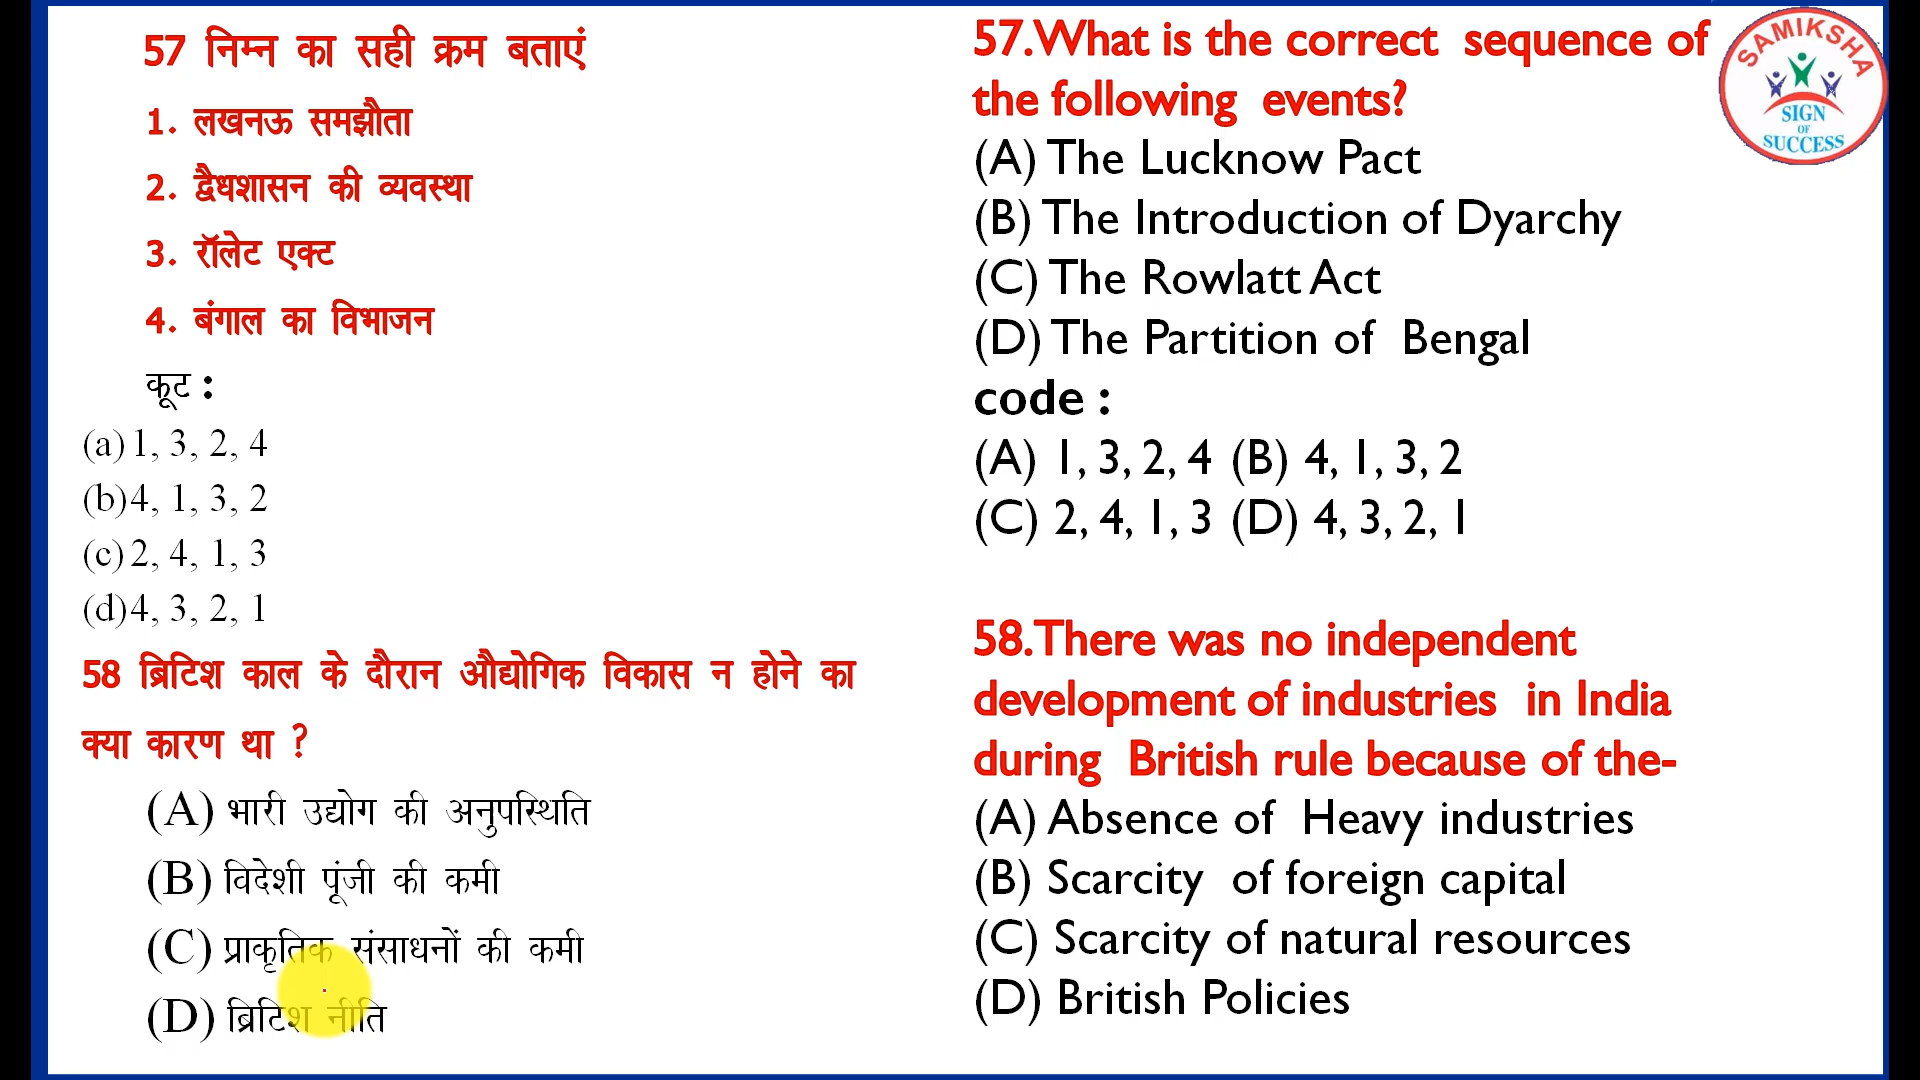 57 निम्न का सही क्रम बताएं
1. लखनऊ समझौता
2. द्वैधशासन की व्यवस्था
3. रॉलेट एक्ट
4. बंगाल का विभाजन
कूट :
(a) 1, 3, 2, 4
(b) 4, 1, 3, 2
(c) 2, 4, 1, 3
(d) 4, 3, 2, 1
58 ब्रिटिश काल के दौरान औद्योगिक विकास न होने का
क्या कारण था ?
(A) भारी उद्योग की अनुपस्थिति
(B) विदेशी पूंजी की कमी
(C) प्राकृतिक संसाधनों की कमी
(D) ब्रिटिश नीति
57.What is the correct sequence of
the following events?
(A) The Lucknow Pact
(B) The Introduction of Dyarchy
(C) The Rowlatt Act
(D) The Partition of Bengal
code :
(A) 1, 3, 2, 4 (B) 4, 1, 3, 2
(C) 2, 4, 1, 3 (D) 4, 3, 2, 1
58.There was no independent
development of industries in India
during British rule because of the-
(A) Absence of Heavy industries
(B) Scarcity of foreign capital
(C) Scarcity of natural resources
(D) British Policies
SAMIKSHA
SIGN
OF
SUCCESS